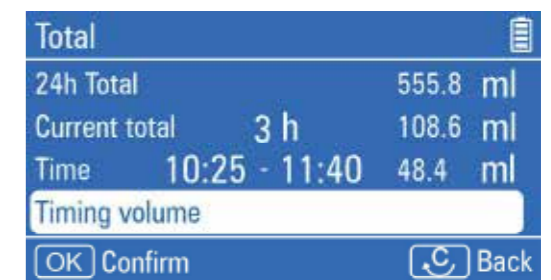 Total
24h Total 555.8 ml
Current total 3 h 108.6 ml
Time 10:25 - 11:40 48.4 ml
Timing volume
OK Confirm C Back